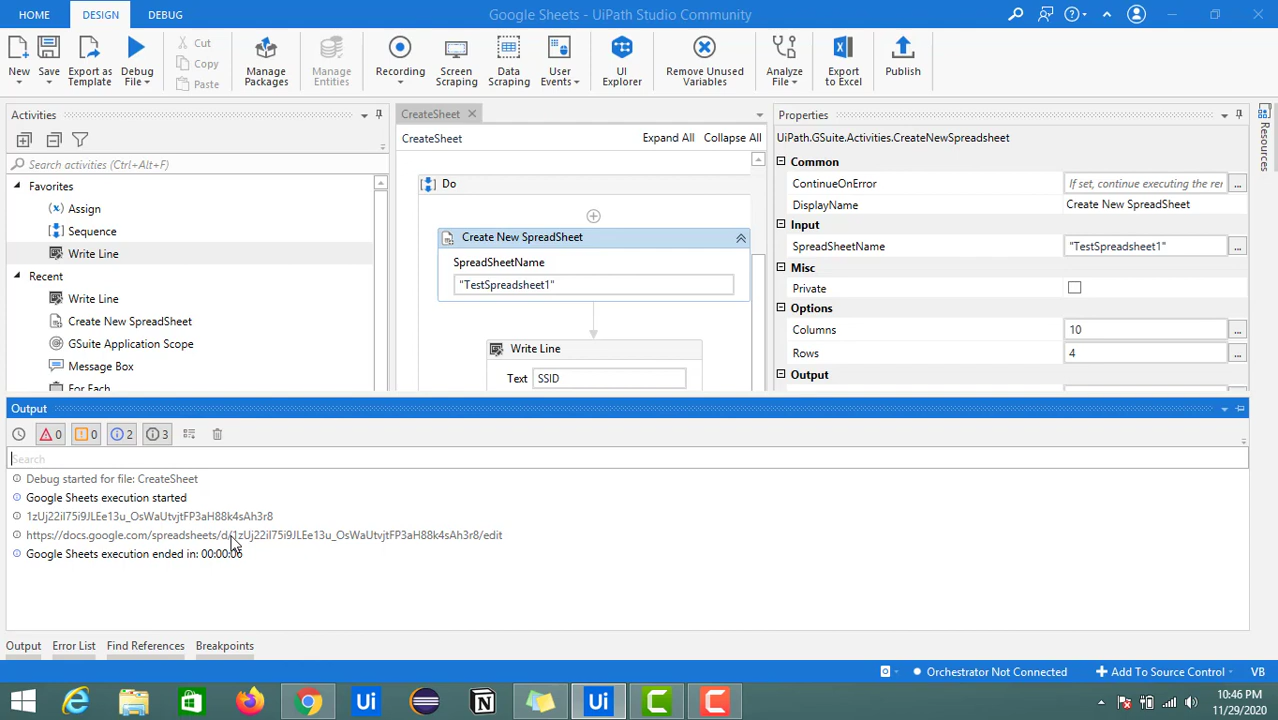 HOME DESIGN DEBUG Google Sheets - UiPath Studio Community
New Save Export as Template Debug File Cut Copy Paste Manage Packages Manage Entities Recording Screen Scraping Data Scraping User Events UI Explorer Remove Unused Variables Analyze File Export to Excel Publish
Activities
Search activities (Ctrl+Alt+F)
Favorites
Assign
Sequence
Write Line
Recent
Write Line
Create New SpreadSheet
GSuite Application Scope
Message Box
For Each
CreateSheet
CreateSheet Expand All Collapse All
Do
Create New SpreadSheet
SpreadSheetName
"TestSpreadsheet1"
Write Line
Text SSID
Properties
UiPath.GSuite.Activities.CreateNewSpreadsheet
Common
ContinueOnError If set, continue executing the rer ...
DisplayName Create New SpreadSheet
Input
SpreadSheetName "TestSpreadsheet1" ...
Misc
Private
Options
Columns 10 ...
Rows 4 ...
Output
Resources
Output
0 0 2 3
Search
Debug started for file: CreateSheet
Google Sheets execution started
1zUj22iI75i9JLEe13u_OsWaUtvjtFP3aH88k4sAh3r8
https://docs.google.com/spreadsheets/d/1zUj22iI75i9JLEe13u_OsWaUtvjtFP3aH88k4sAh3r8/edit
Google Sheets execution ended in: 00:00:06
Output Error List Find References Breakpoints
Orchestrator Not Connected Add To Source Control VB
10:46 PM
11/29/2020